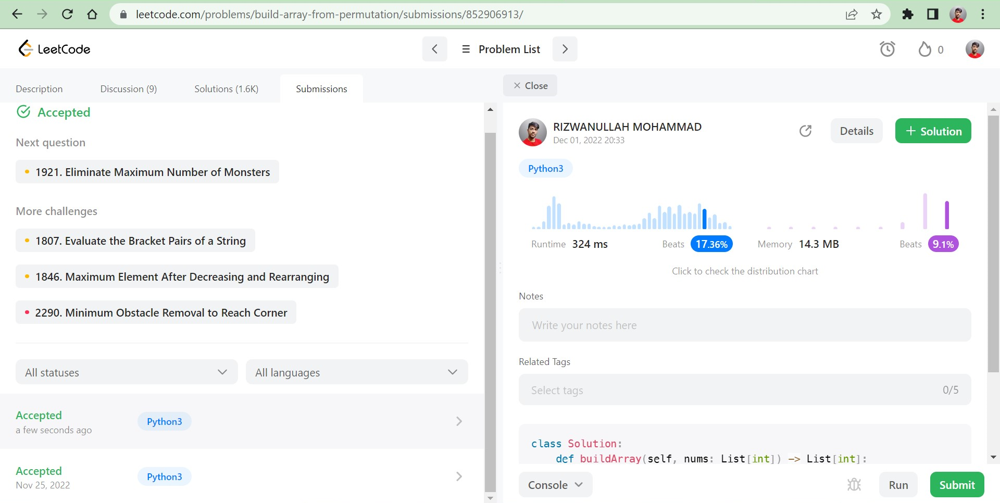 leetcode.com/problems/build-array-from-permutation/submissions/852906913/
LeetCode
Problem List
0
Description
Discussion (9)
Solutions (1.6K)
Submissions
Accepted
Next question
1921. Eliminate Maximum Number of Monsters
More challenges
1807. Evaluate the Bracket Pairs of a String
1846. Maximum Element After Decreasing and Rearranging
2290. Minimum Obstacle Removal to Reach Corner
All statuses
All languages
Accepted
Python3
a few seconds ago
Accepted
Python3
Nov 25, 2022
Close
RIZWANULLAH MOHAMMAD
Dec 01, 2022 20:33
Details
+ Solution
Python3
Runtime 324 ms
Beats 17.36%
Memory 14.3 MB
Beats 9.1%
Click to check the distribution chart
Notes
Write your notes here
Related Tags
Select tags
0/5
class Solution:
    def buildArray(self, nums: List[int]) -> List[int]:
Console
Run
Submit